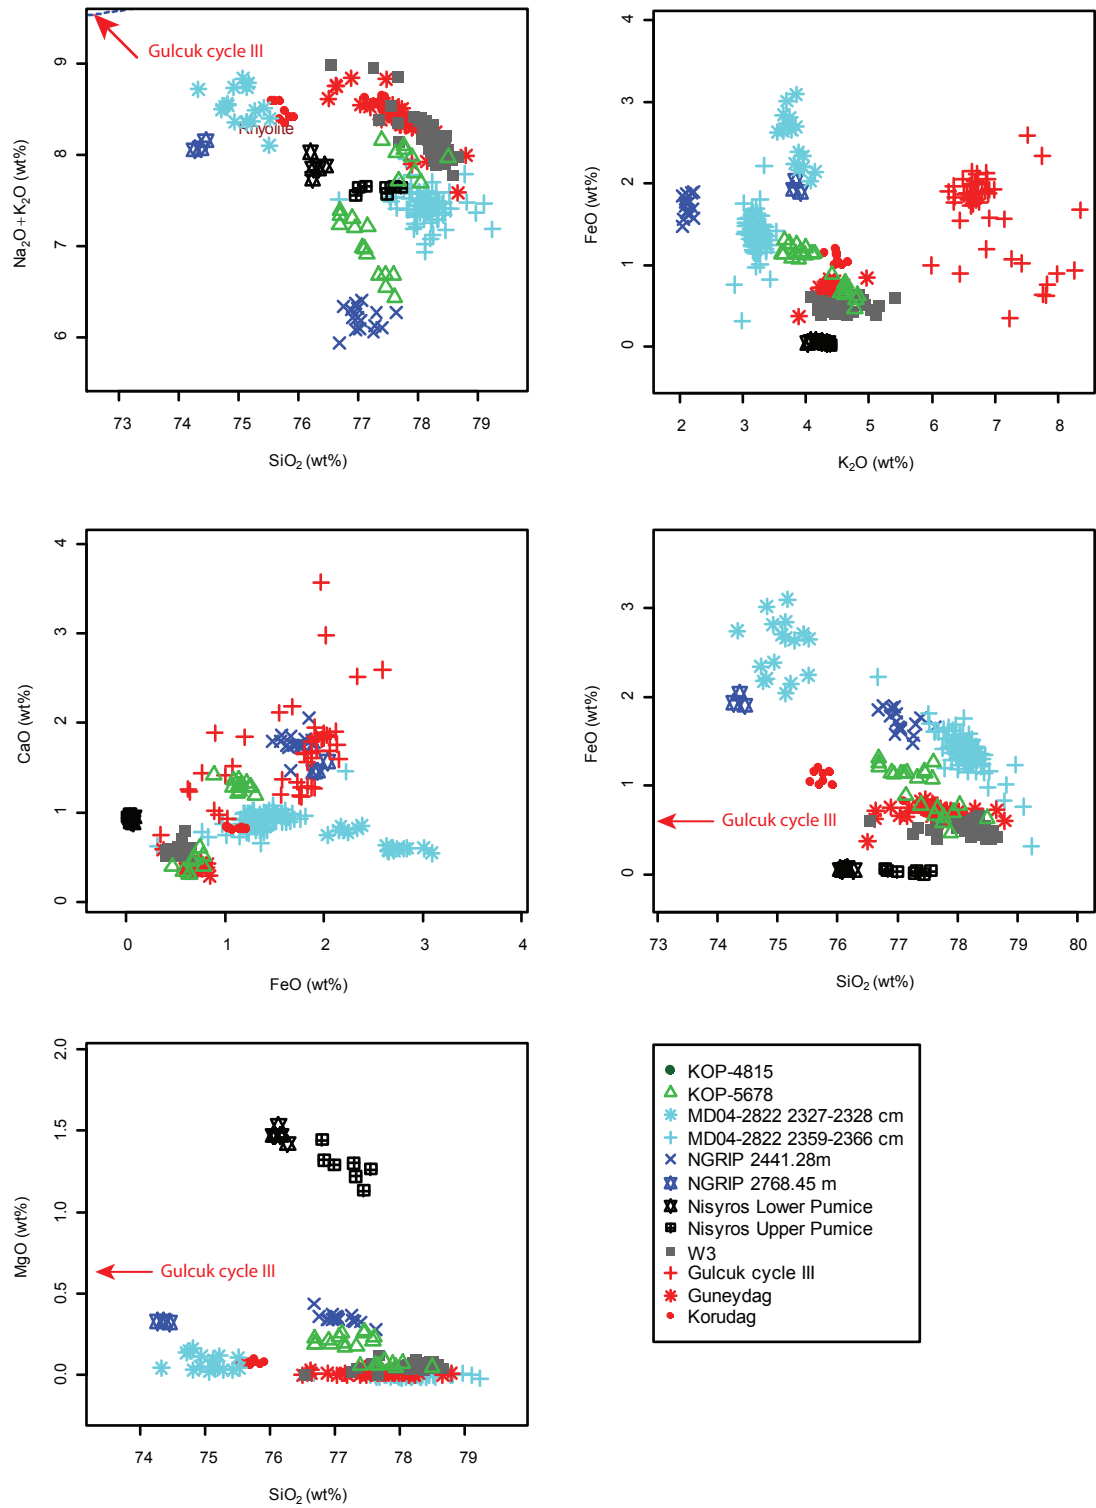 Gulcuk cycle III
Rhyolite
9
8
7
6
Na₂O+K₂O (wt%)
73 74 75 76 77 78 79
SiO₂ (wt%)
4
3
2
1
0
FeO (wt%)
2 3 4 5 6 7 8
K₂O (wt%)
4
3
2
1
0
CaO (wt%)
0 1 2 3 4
FeO (wt%)
3
2
1
0
FeO (wt%)
Gulcuk cycle III
73 74 75 76 77 78 79 80
SiO₂ (wt%)
2.0
1.5
1.0
0.5
0.0
MgO (wt%)
Gulcuk cycle III
74 75 76 77 78 79
SiO₂ (wt%)
KOP-4815
KOP-5678
MD04-2822 2327-2328 cm
MD04-2822 2359-2366 cm
NGRIP 2441.28m
NGRIP 2768.45 m
Nisyros Lower Pumice
Nisyros Upper Pumice
W3
Gulcuk cycle III
Guneydag
Korudag